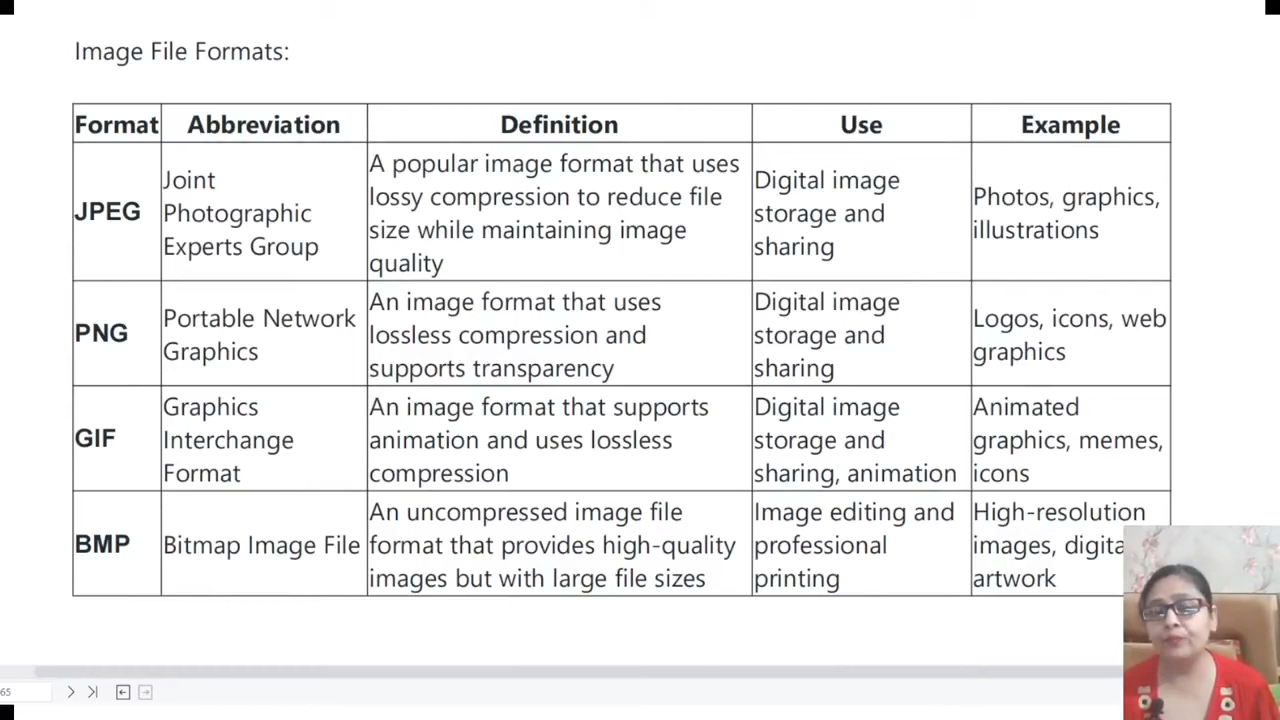 Image File Formats:
Format Abbreviation Definition Use Example
JPEG
Joint
Photographic
Experts Group
A popular image format that uses
lossy compression to reduce file
size while maintaining image
quality
Digital image
storage and
sharing
Photos, graphics,
illustrations
PNG
Portable Network
Graphics
An image format that uses
lossless compression and
supports transparency
Digital image
storage and
sharing
Logos, icons, web
graphics
GIF
Graphics
Interchange
Format
An image format that supports
animation and uses lossless
compression
Digital image
storage and
sharing, animation
Animated
graphics, memes,
icons
BMP
Bitmap Image File
An uncompressed image file
format that provides high-quality
images but with large file sizes
Image editing and
professional
printing
High-resolution
images, digita
artwork
65